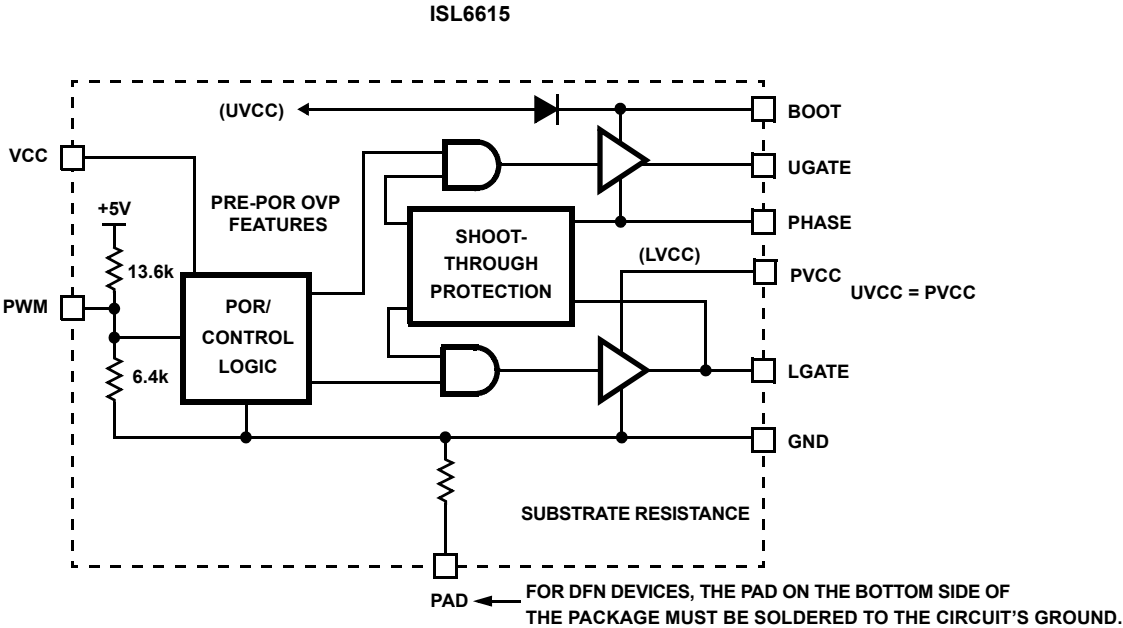 ISL6615
(UVCC)
BOOT
VCC
UGATE
PRE-POR OVP
FEATURES
+5V
PHASE
SHOOT-
THROUGH
PROTECTION
(LVCC)
13.6k
PVCC
UVCC = PVCC
PWM
POR/
CONTROL
LOGIC
6.4k
LGATE
GND
SUBSTRATE RESISTANCE
PAD
FOR DFN DEVICES, THE PAD ON THE BOTTOM SIDE OF
THE PACKAGE MUST BE SOLDERED TO THE CIRCUIT'S GROUND.